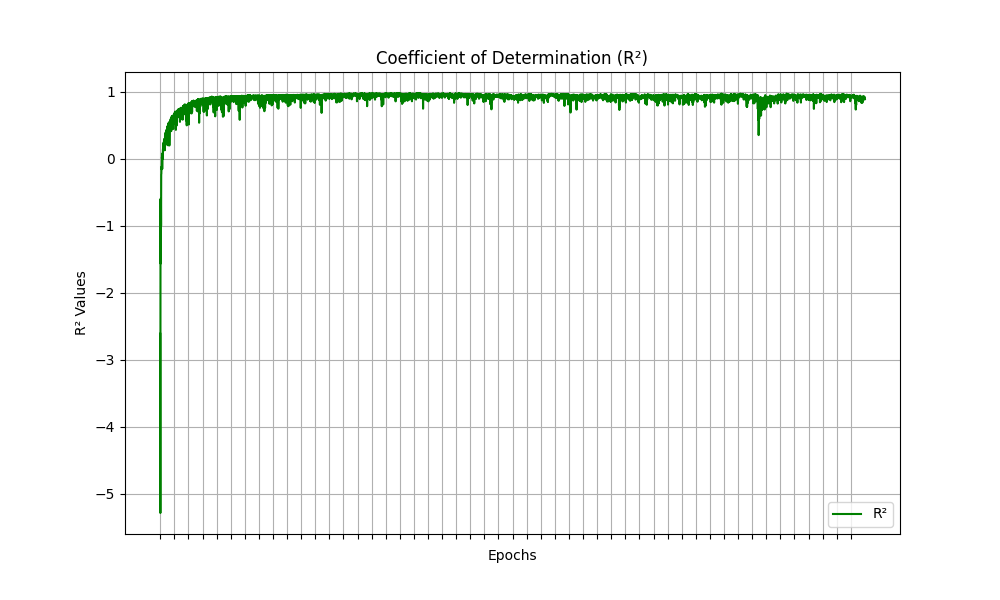 Coefficient of Determination (R²)
1
0
−1
−2
−3
−4
−5
R² Values
R²
Epochs